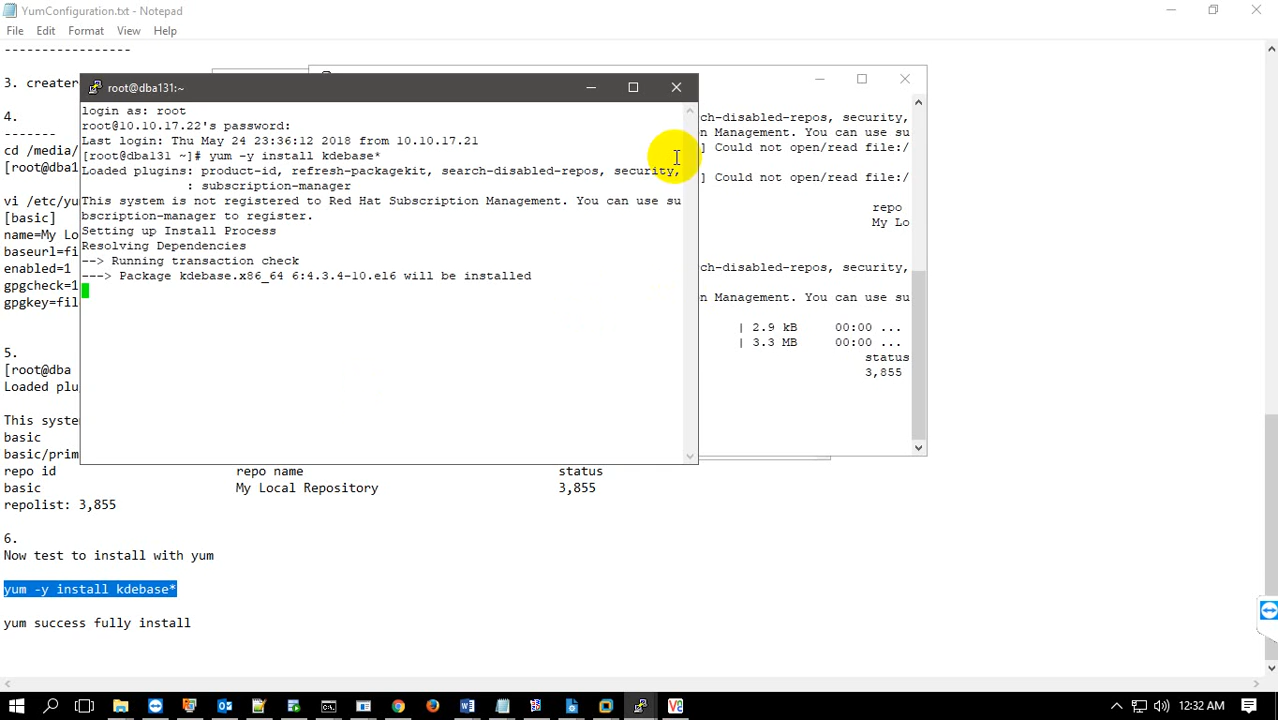 YumConfiguration.txt - Notepad
File Edit Format View Help
-----------------
3. creater
4.
-------
cd /media/
[root@dba1
vi /etc/yu
[basic]
name=My Lo
baseurl=fi
enabled=1
gpgcheck=1
gpgkey=fil
5.
[root@dba
Loaded plu
This syste
basic
basic/prim
repo id repo name status
basic My Local Repository 3,855
repolist: 3,855
6.
Now test to install with yum
yum -y install kdebase*
yum success fully install
root@dba131:~
login as: root
root@10.10.17.22's password:
Last login: Thu May 24 23:36:12 2018 from 10.10.17.21
[root@dba131 ~]# yum -y install kdebase*
Loaded plugins: product-id, refresh-packagekit, search-disabled-repos, security,
: subscription-manager
This system is not registered to Red Hat Subscription Management. You can use su
bscription-manager to register.
Setting up Install Process
Resolving Dependencies
--> Running transaction check
---> Package kdebase.x86_64 6:4.3.4-10.el6 will be installed
rch-disabled-repos, security,
n Management. You can use su
] Could not open/read file:/
] Could not open/read file:/
repo
My Lo
rch-disabled-repos, security,
n Management. You can use su
| 2.9 kB 00:00 ...
| 3.3 MB 00:00 ...
status
3,855
12:32 AM